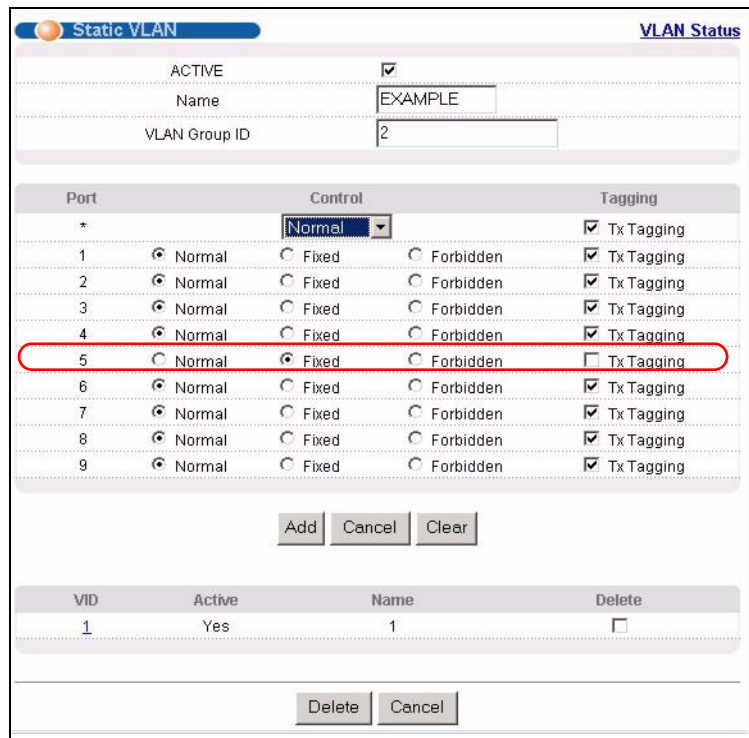 Static VLAN VLAN Status
ACTIVE
Name EXAMPLE
VLAN Group ID 2
Port Control Tagging
* Normal Tx Tagging
1 Normal Fixed Forbidden Tx Tagging
2 Normal Fixed Forbidden Tx Tagging
3 Normal Fixed Forbidden Tx Tagging
4 Normal Fixed Forbidden Tx Tagging
5 Normal Fixed Forbidden Tx Tagging
6 Normal Fixed Forbidden Tx Tagging
7 Normal Fixed Forbidden Tx Tagging
8 Normal Fixed Forbidden Tx Tagging
9 Normal Fixed Forbidden Tx Tagging
Add Cancel Clear
VID Active Name Delete
1 Yes 1
Delete Cancel